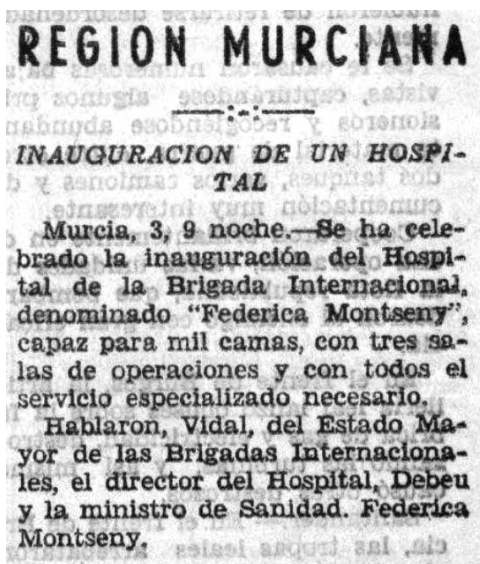 REGION MURCIANA
INAUGURACION DE UN HOSPI-
TAL
Murcia, 3, 9 noche.—Se ha cele-
brado la inauguración del Hospi-
tal de la Brigada Internacional,
denominado "Federica Montseny",
capaz para mil camas, con tres sa-
las de operaciones y con todos el
servicio especializado necesario.
Hablaron, Vidal, del Estado Ma-
yor de las Brigadas Internaciona-
les, el director del Hospital, Debeu
y la ministro de Sanidad. Federica
Montseny.